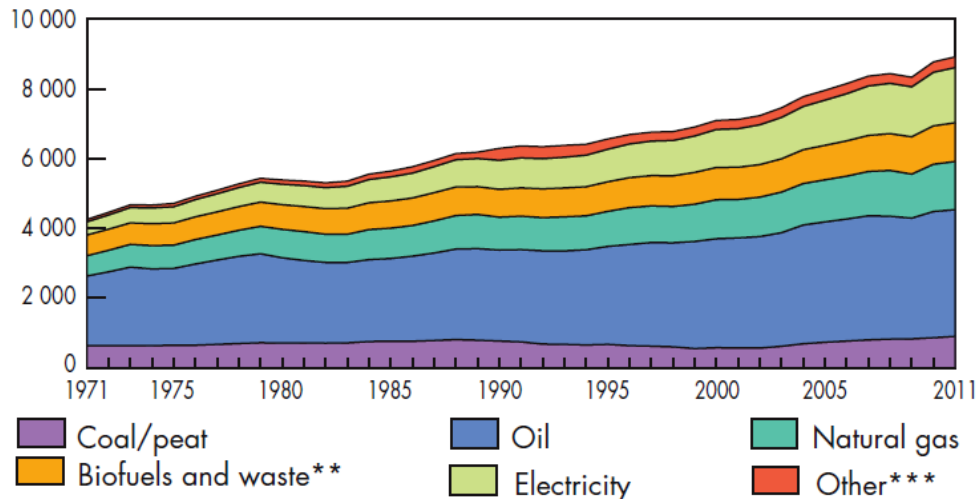 10 000
8 000
6 000
4 000
2 000
0
1971 1975 1980 1985 1990 1995 2000 2005 2011
Coal/peat Oil Natural gas
Biofuels and waste** Electricity Other***